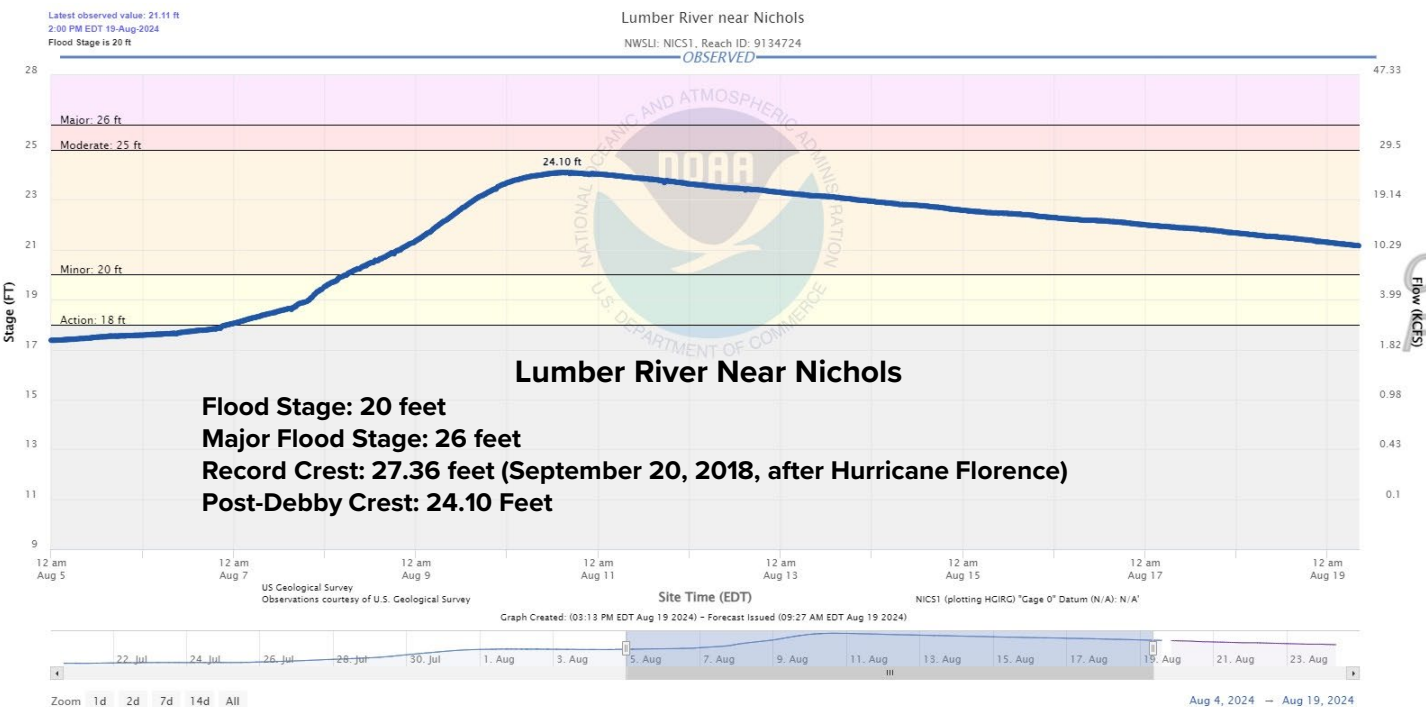 Latest observed value: 21.11 ft
2:00 PM EDT 19-Aug-2024
Flood Stage is 20 ft
Lumber River near Nichols
NWSLI: NICS1, Reach ID: 9134724
OBSERVED
28
47.33
Major: 26 ft
25
Moderate: 25 ft
29.5
24.10 ft
23
19.14
21
10.29
Minor: 20 ft
19
3.99
Action: 18 ft
17
1.82
15
0.98
13
0.43
11
0.1
9
Stage (FT)
Flow (KCFS)
NATIONAL OCEANIC AND ATMOSPHERIC ADMINISTRATION
NOAA
U.S. DEPARTMENT OF COMMERCE
Lumber River Near Nichols
Flood Stage: 20 feet
Major Flood Stage: 26 feet
Record Crest: 27.36 feet (September 20, 2018, after Hurricane Florence)
Post-Debby Crest: 24.10 Feet
12 am Aug 5
12 am Aug 7
12 am Aug 9
12 am Aug 11
12 am Aug 13
12 am Aug 15
12 am Aug 17
12 am Aug 19
US Geological Survey
Observations courtesy of U.S. Geological Survey
Site Time (EDT)
NICS1 (plotting HGIRG) "Gage 0" Datum (N/A): N/A'
Graph Created: (03:13 PM EDT Aug 19 2024) - Forecast Issued (09:27 AM EDT Aug 19 2024)
22. Jul 24. Jul 26. Jul 28. Jul 30. Jul 1. Aug 3. Aug 5. Aug 7. Aug 9. Aug 11. Aug 13. Aug 15. Aug 17. Aug 19. Aug 21. Aug 23. Aug
Zoom 1d 2d 7d 14d All
Aug 4, 2024 → Aug 19, 2024